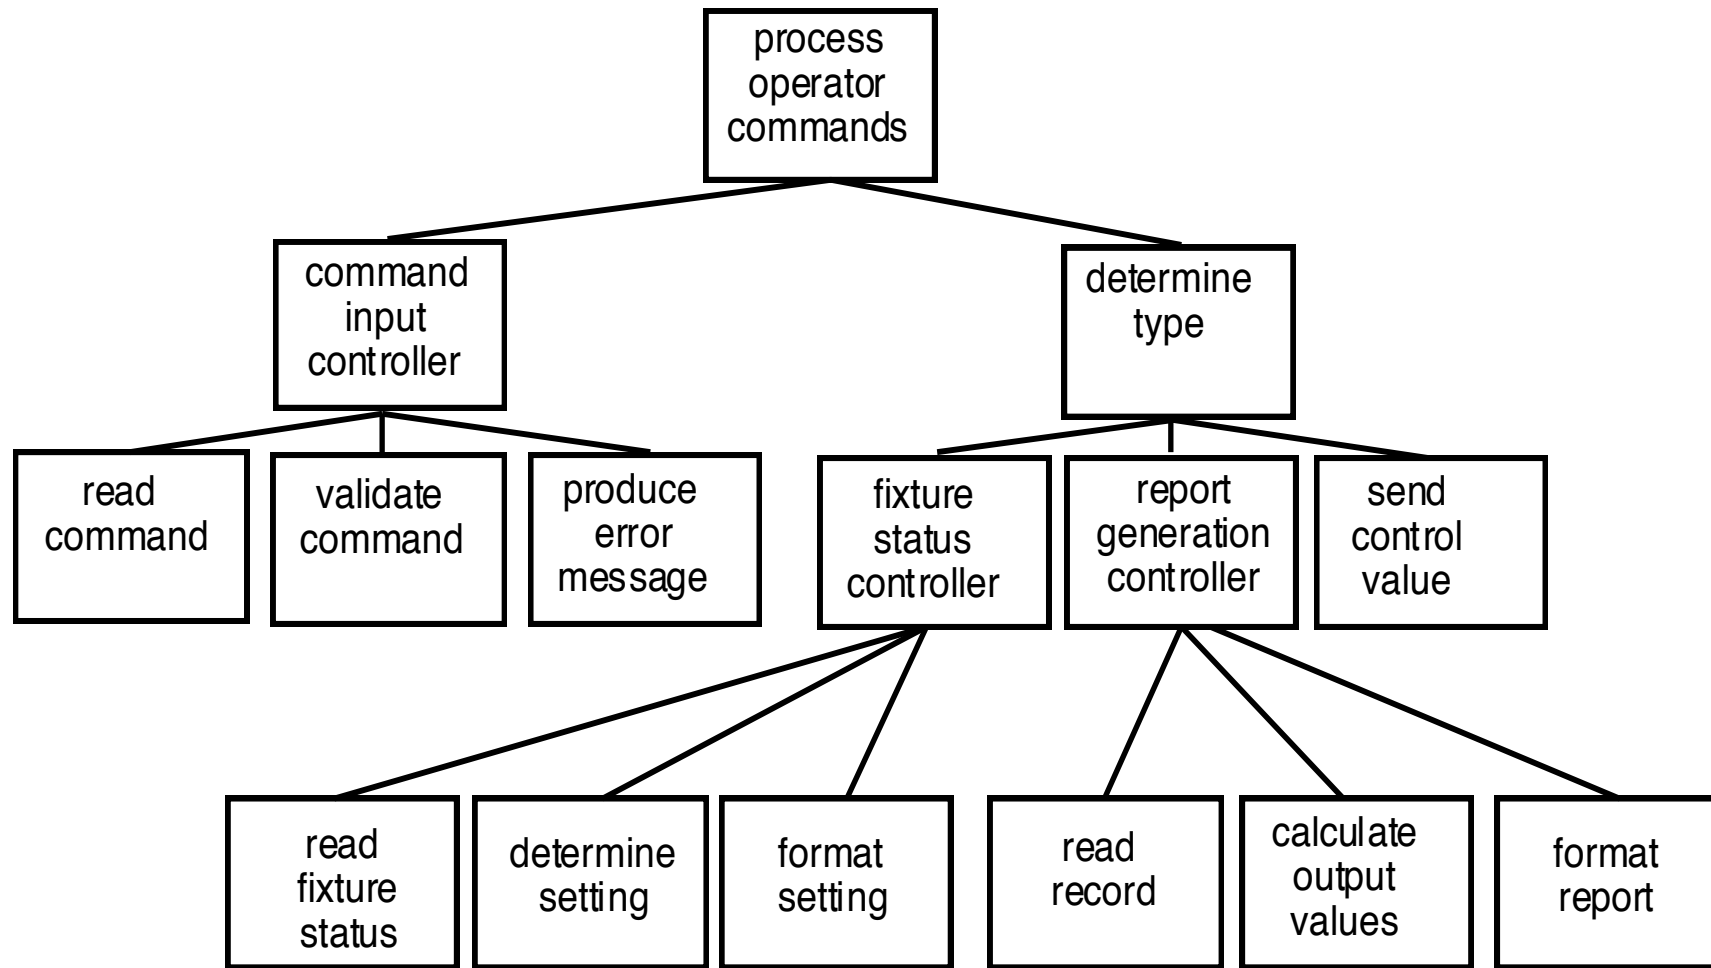 process
operator
commands
command
input
controller
determine
type
read
command
validate
command
produce
error
message
fixture
status
controller
report
generation
controller
send
control
value
read
fixture
status
determine
setting
format
setting
read
record
calculate
output
values
format
report